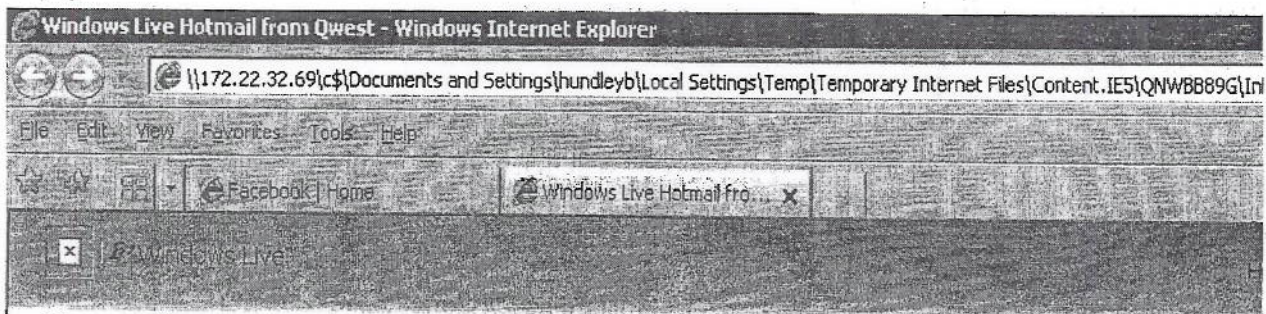 Windows Live Hotmail from Qwest - Windows Internet Explorer
\\172.22.32.69\c$\Documents and Settings\hundleyb\Local Settings\Temp\Temporary Internet Files\Content.IE5\QNWBB89G\In
File Edit View Favorites Tools Help
Facebook | Home Windows Live Hotmail fro...
Windows Live
H